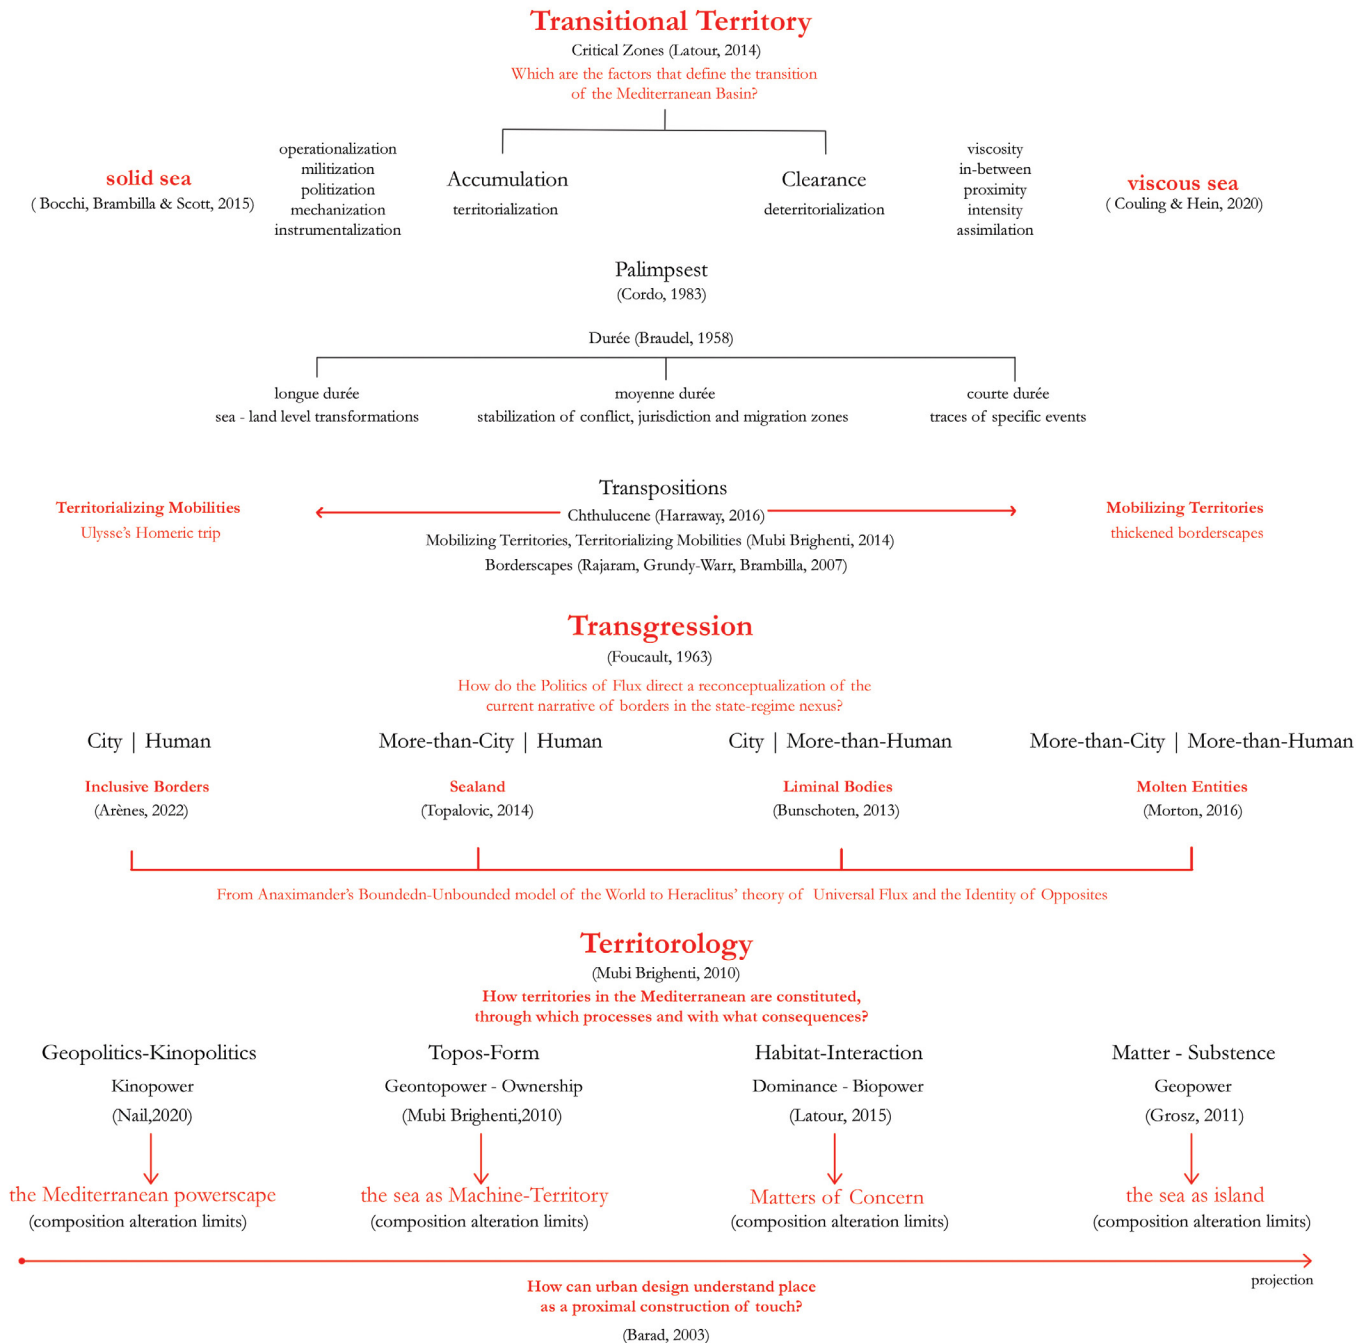 Transitional Territory
Critical Zones (Latour, 2014)
Which are the factors that define the transition
of the Mediterranean Basin?
solid sea
( Bocchi, Brambilla & Scott, 2015)
operationalization
militization
politization
mechanization
instrumentalization
Accumulation
territorialization
Clearance
deterritorialization
viscosity
in-between
proximity
intensity
assimilation
viscous sea
( Couling & Hein, 2020)
Palimpsest
(Cordo, 1983)
Durée (Braudel, 1958)
longue durée
sea - land level transformations
moyenne durée
stabilization of conflict, jurisdiction and migration zones
courte durée
traces of specific events
Territorializing Mobilities
Ulysse's Homeric trip
Transpositions
Chthulucene (Harraway, 2016)
Mobilizing Territories, Territorializing Mobilities (Mubi Brighenti, 2014)
Borderscapes (Rajaram, Grundy-Warr, Brambilla, 2007)
Mobilizing Territories
thickened borderscapes
Transgression
(Foucault, 1963)
How do the Politics of Flux direct a reconceptualization of the
current narrative of borders in the state-regime nexus?
City | Human
Inclusive Borders
(Arènes, 2022)
More-than-City | Human
Sealand
(Topalovic, 2014)
City | More-than-Human
Liminal Bodies
(Bunschoten, 2013)
More-than-City | More-than-Human
Molten Entities
(Morton, 2016)
From Anaximander's Boundedn-Unbounded model of the World to Heraclitus' theory of Universal Flux and the Identity of Opposites
Territorology
(Mubi Brighenti, 2010)
How territories in the Mediterranean are constituted,
through which processes and with what consequences?
Geopolitics-Kinopolitics
Kinopower
(Nail,2020)
the Mediterranean powerscape
(composition alteration limits)
Topos-Form
Geontopower - Ownership
(Mubi Brighenti,2010)
the sea as Machine-Territory
(composition alteration limits)
Habitat-Interaction
Dominance - Biopower
(Latour, 2015)
Matters of Concern
(composition alteration limits)
Matter - Substence
Geopower
(Grosz, 2011)
the sea as island
(composition alteration limits)
projection
How can urban design understand place
as a proximal construction of touch?
(Barad, 2003)